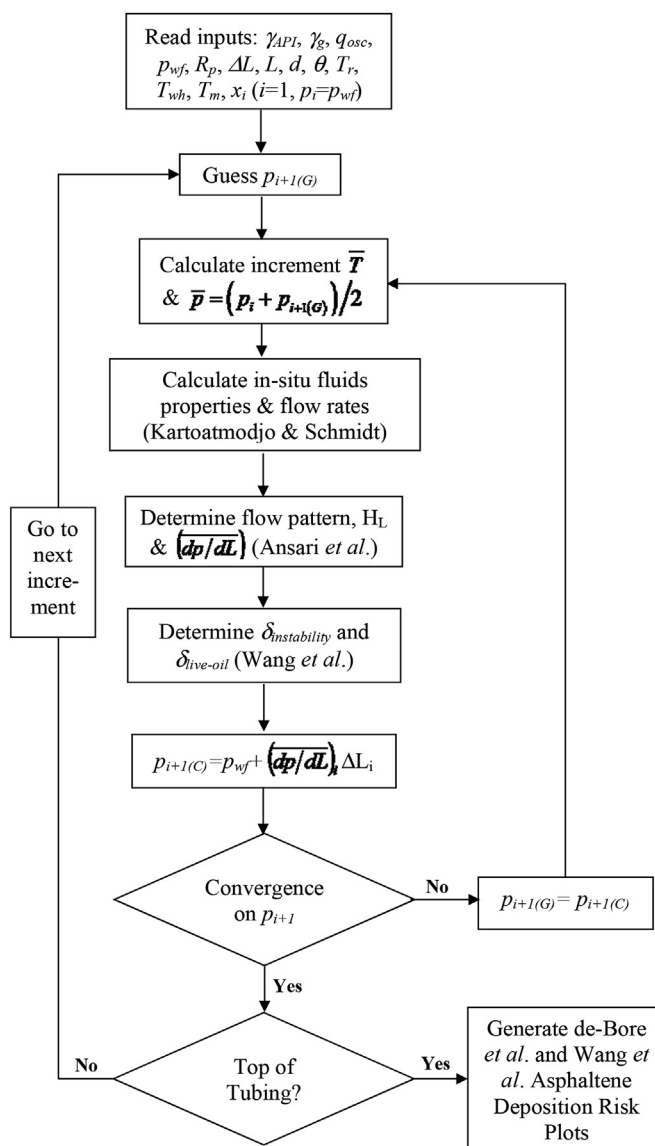 Read inputs: γAPI, γg, qosc,
pwf, Rp, ΔL, L, d, θ, Tr,
Twh, Tm, xi (i=1, pi=pwf)
Guess pi+1(G)
Calculate increment T̅
& p̅ = (pi + pi+1(G))/2
Calculate in-situ fluids
properties & flow rates
(Kartoatmodjo & Schmidt)
Determine flow pattern, HL
& (dp/dL) (Ansari et al.)
Go to
next
incre-
ment
Determine δinstability and
δlive-oil (Wang et al.)
pi+1(C)=pwf+(dp/dL)i ΔLi
Convergence
on pi+1
No
pi+1(G)= pi+1(C)
Yes
Top of
Tubing?
No
Yes
Generate de-Bore
et al. and Wang et
al. Asphaltene
Deposition Risk
Plots